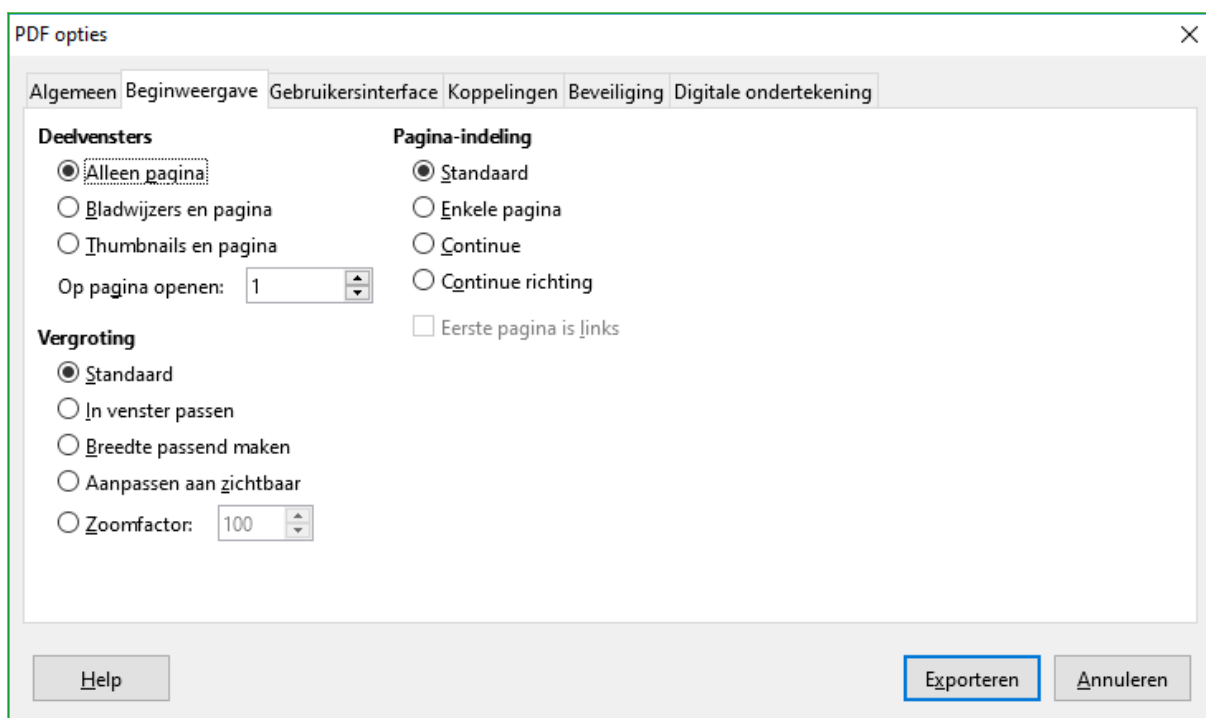 PDF opties
Algemeen Beginweergave Gebruikersinterface Koppelingen Beveiliging Digitale ondertekening
Deelvensters
Alleen pagina
Bladwijzers en pagina
Thumbnails en pagina
Op pagina openen: 1
Vergroting
Standaard
In venster passen
Breedte passend maken
Aanpassen aan zichtbaar
Zoomfactor: 100
Pagina-indeling
Standaard
Enkele pagina
Continue
Continue richting
Eerste pagina is links
Help
Exporteren
Annuleren